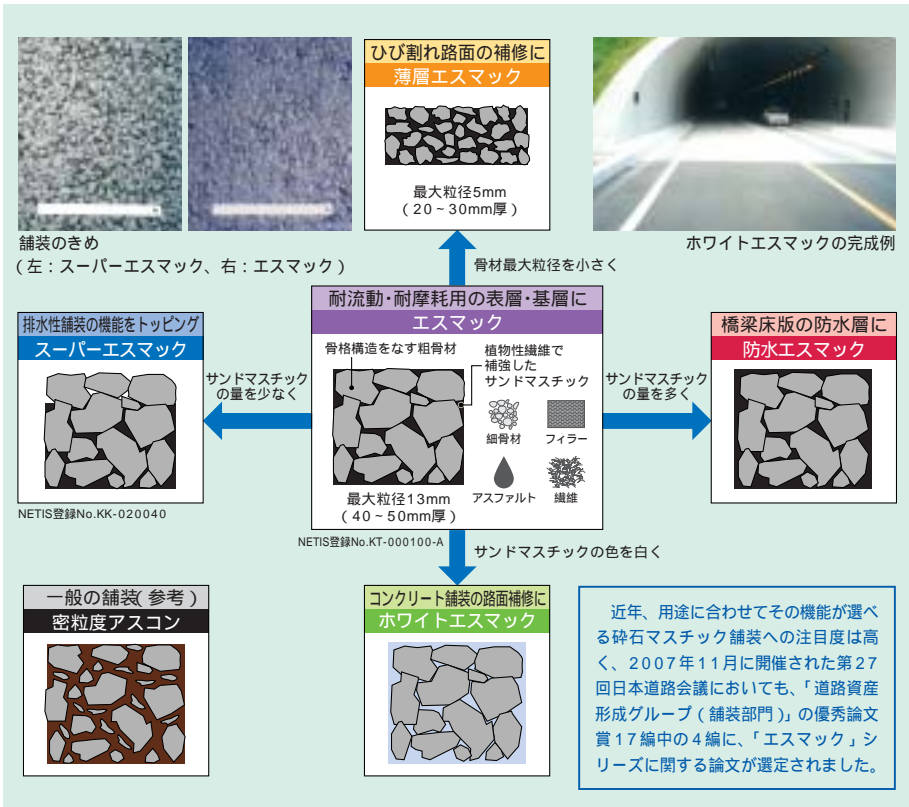 舗装のきめ
（左：スーパーエスマック、右：エスマック）
ひび割れ路面の補修に
薄層エスマック
最大粒径5mm
（20～30mm厚）
ホワイトエスマックの完成例
骨材最大粒径を小さく
排水性舗装の機能をトッピング
スーパーエスマック
NETIS登録No.KK-020040
サンドマスチック
の量を少なく
耐流動・耐摩耗用の表層・基層に
エスマック
骨格構造をなす粗骨材
植物性繊維で
補強した
サンドマスチック
細骨材
フィラー
アスファルト
繊維
最大粒径13mm
（40～50mm厚）
NETIS登録No.KT-000100-A
サンドマスチック
の量を多く
橋梁床版の防水層に
防水エスマック
サンドマスチックの色を白く
一般の舗装（参考）
密粒度アスコン
コンクリート舗装の路面補修に
ホワイトエスマック
近年、用途に合わせてその機能が選べ
る砕石マスチック舗装への注目度は高
く、2007年11月に開催された第27
回日本道路会議においても、「道路資産
形成グループ（舗装部門）」の優秀論文
賞17編中の4編に、「エスマック」シ
リーズに関する論文が選定されました。